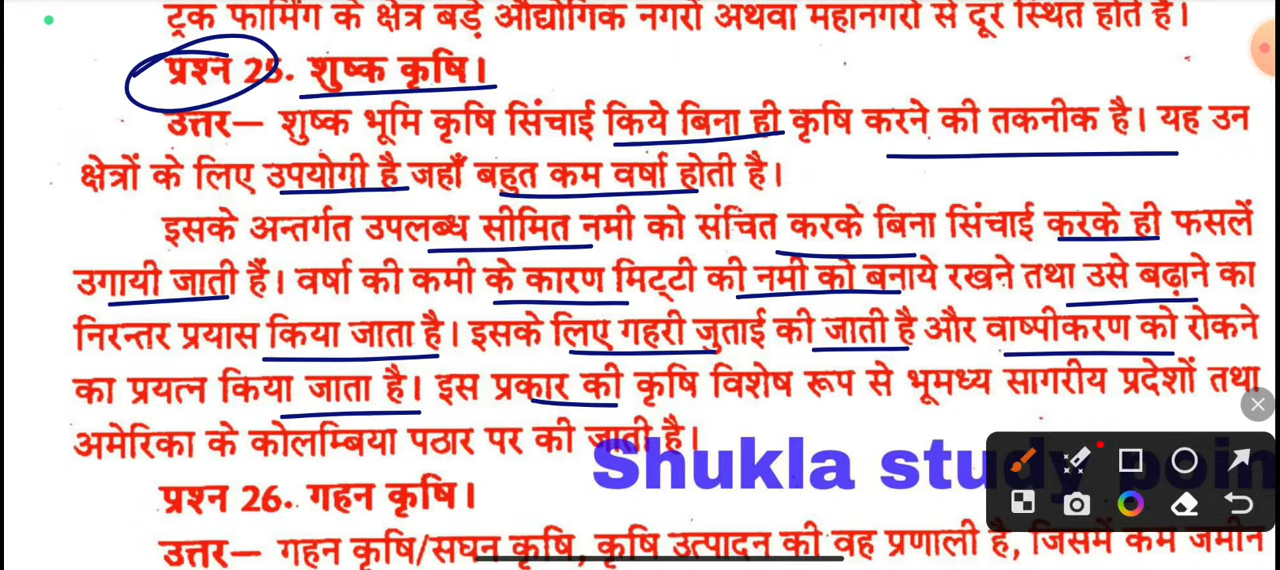 ट्रक फार्मिंग के क्षेत्र बड़े औद्योगिक नगरों अथवा महानगरों से दूर स्थित होते हैं।
प्रश्न 25. शुष्क कृषि।
उत्तर— शुष्क भूमि कृषि सिंचाई किये बिना ही कृषि करने की तकनीक है। यह उन
क्षेत्रों के लिए उपयोगी है जहाँ बहुत कम वर्षा होती है।
इसके अन्तर्गत उपलब्ध सीमित नमी को संचित करके बिना सिंचाई करके ही फसलें
उगायी जाती हैं। वर्षा की कमी के कारण मिट्टी की नमी को बनाये रखने तथा उसे बढ़ाने का
निरन्तर प्रयास किया जाता है। इसके लिए गहरी जुताई की जाती है और वाष्पीकरण को रोकने
का प्रयत्न किया जाता है। इस प्रकार की कृषि विशेष रूप से भूमध्य सागरीय प्रदेशों तथा
अमेरिका के कोलम्बिया पठार पर की जाती है।
Shukla study poin
प्रश्न 26. गहन कृषि।
उत्तर— गहन कृषि/सघन कृषि, कृषि उत्पादन की वह प्रणाली है, जिसमें कम जमीन